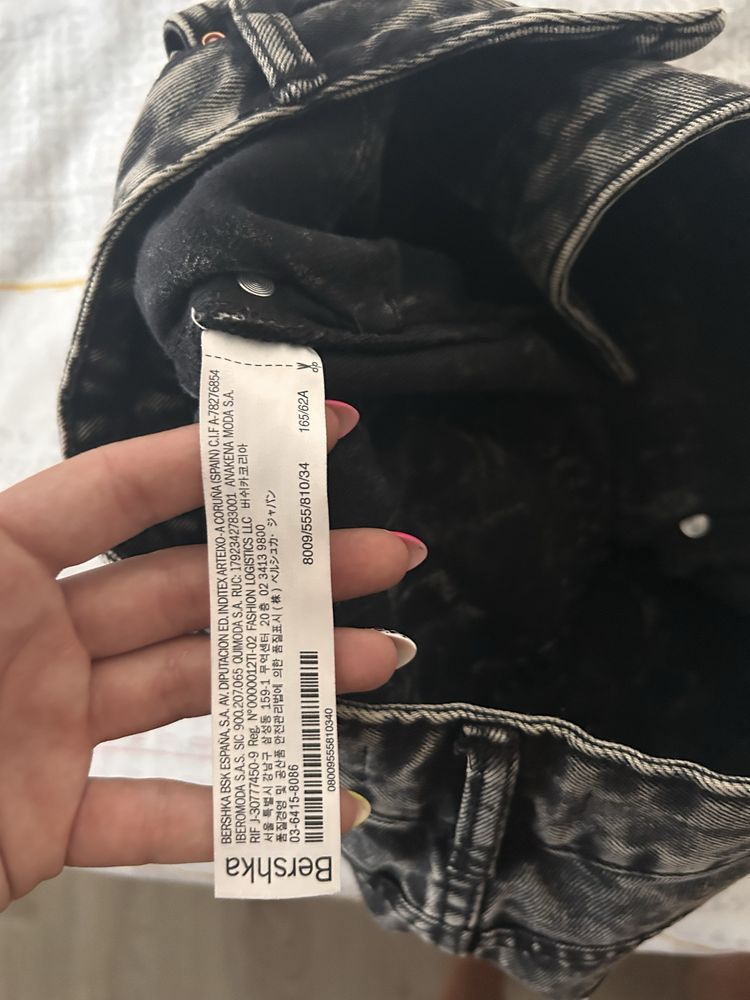 BERSHKA BSK ESPAÑA, S.A. AV. DIPUTACION ED. INDITEX ARTEIXO-A CORUÑA (SPAIN) C.I.F A-78276854
IBEROMODA S.A.S. SIC 900.207.065 OUIMODA S.A. RUC: 1792342783001 ANAKENA MODA S.A.
RIF J-30777450-9 Reg. Nº0000012TI-02 FASHION LOGISTICS LLC 버쉬카코리아
서울 특별시 강남구 삼성동 159-1 무역센터 20층 02 3413 9800
품질경영 및 공산품 안전관리법에 의한 품질표시 (株) ベルシュカ・ジャパン
03-6415-8086
8009/555/810/34 165/62A
08009555810340
Bershka